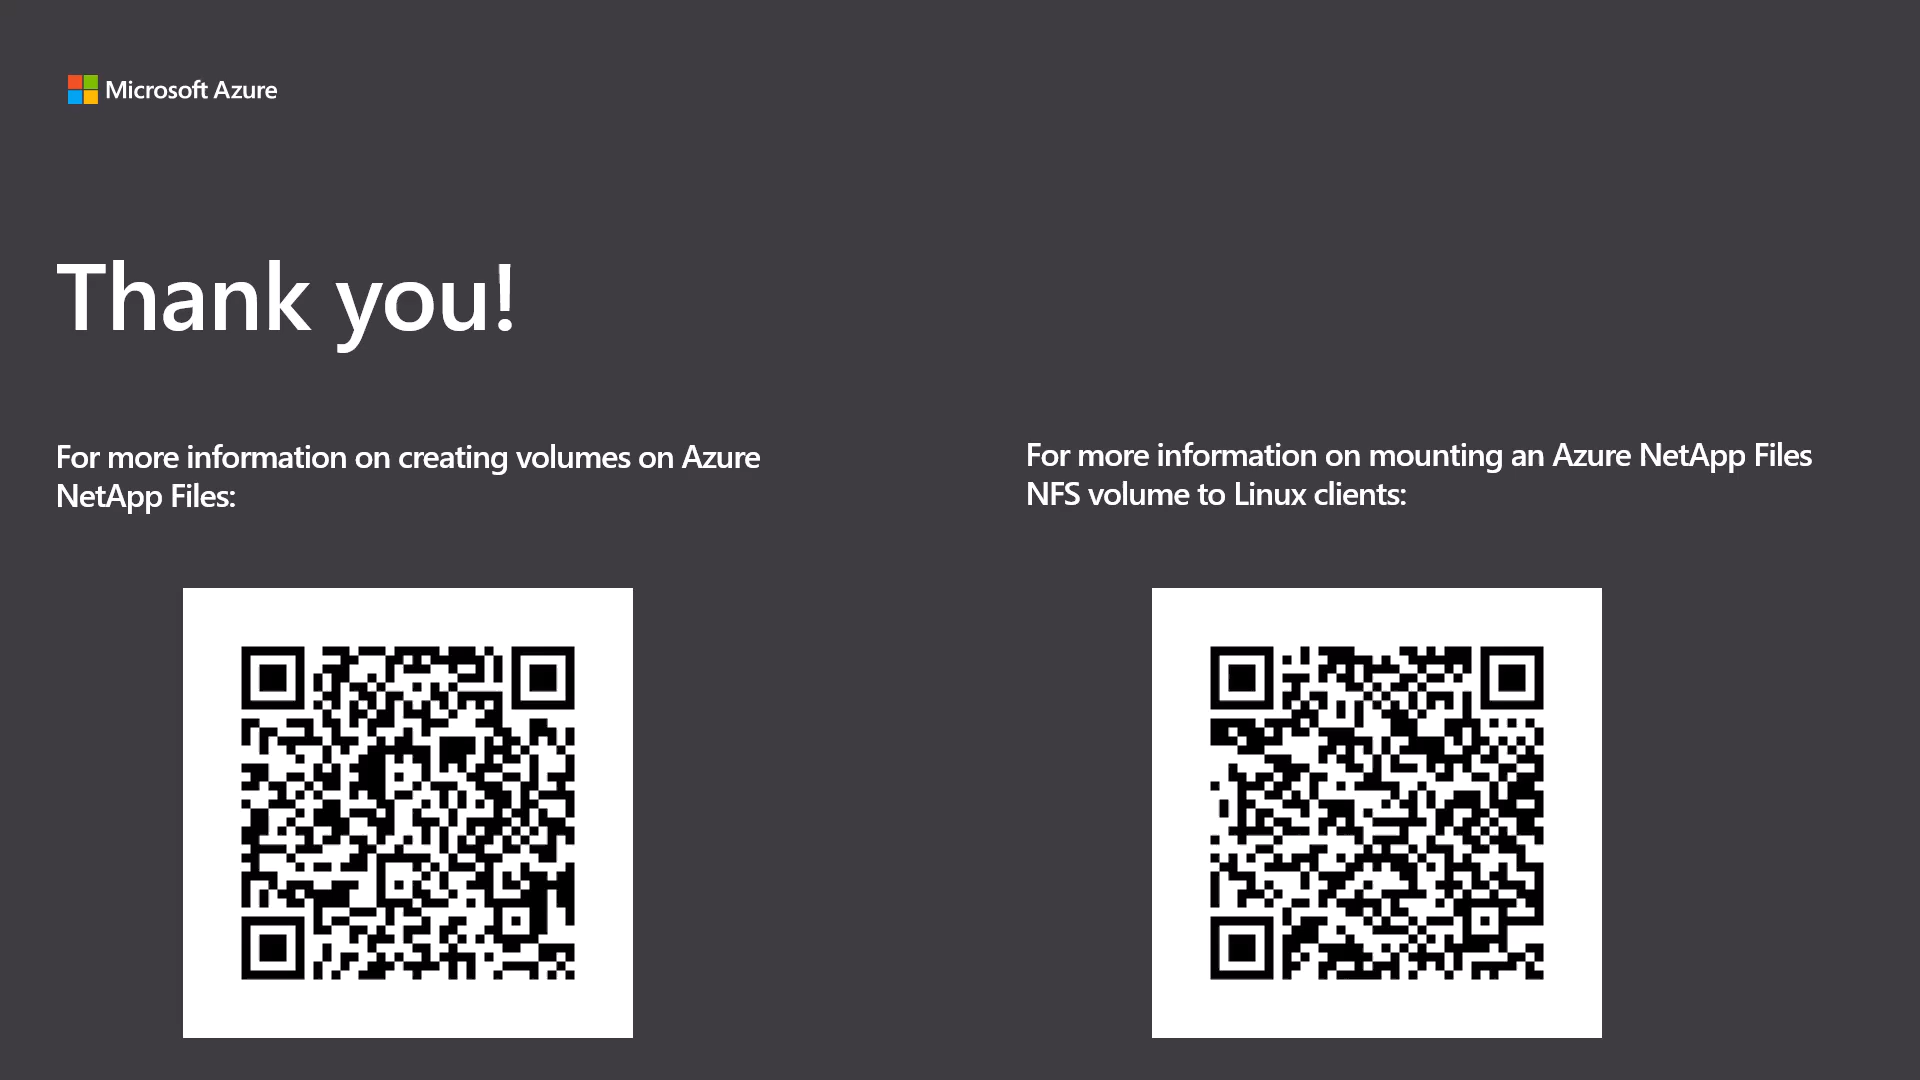 Microsoft Azure
Thank you!
For more information on creating volumes on Azure
NetApp Files:
For more information on mounting an Azure NetApp Files
NFS volume to Linux clients: